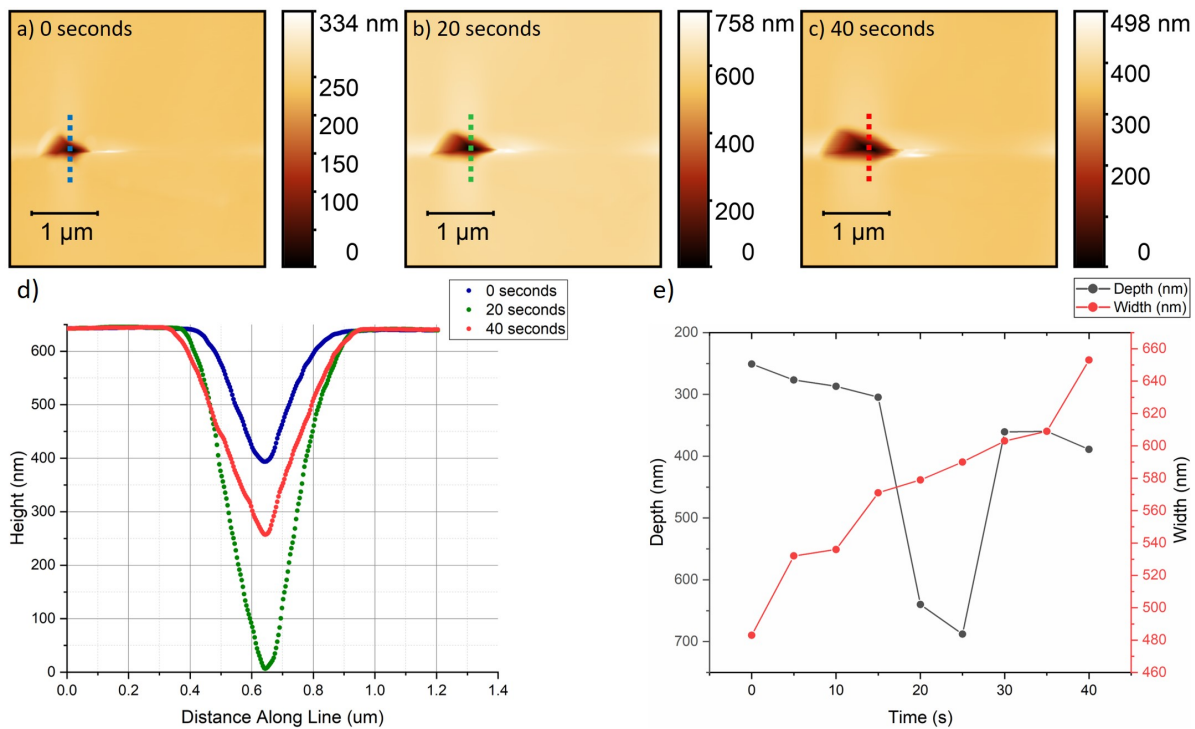 a) 0 seconds
334 nm
250
200
150
100
0
1 µm
b) 20 seconds
758 nm
600
400
200
0
1 µm
c) 40 seconds
498 nm
400
300
200
100
0
1 µm
d)
0 seconds
20 seconds
40 seconds
Height (nm)
600
500
400
300
200
100
0
0.0 0.2 0.4 0.6 0.8 1.0 1.2 1.4
Distance Along Line (um)
e)
Depth (nm)
Width (nm)
Depth (nm)
200
300
400
500
600
700
660
640
620
600
580
560
540
520
500
480
460
Width (nm)
0 5 10 15 20 25 30 35 40
Time (s)